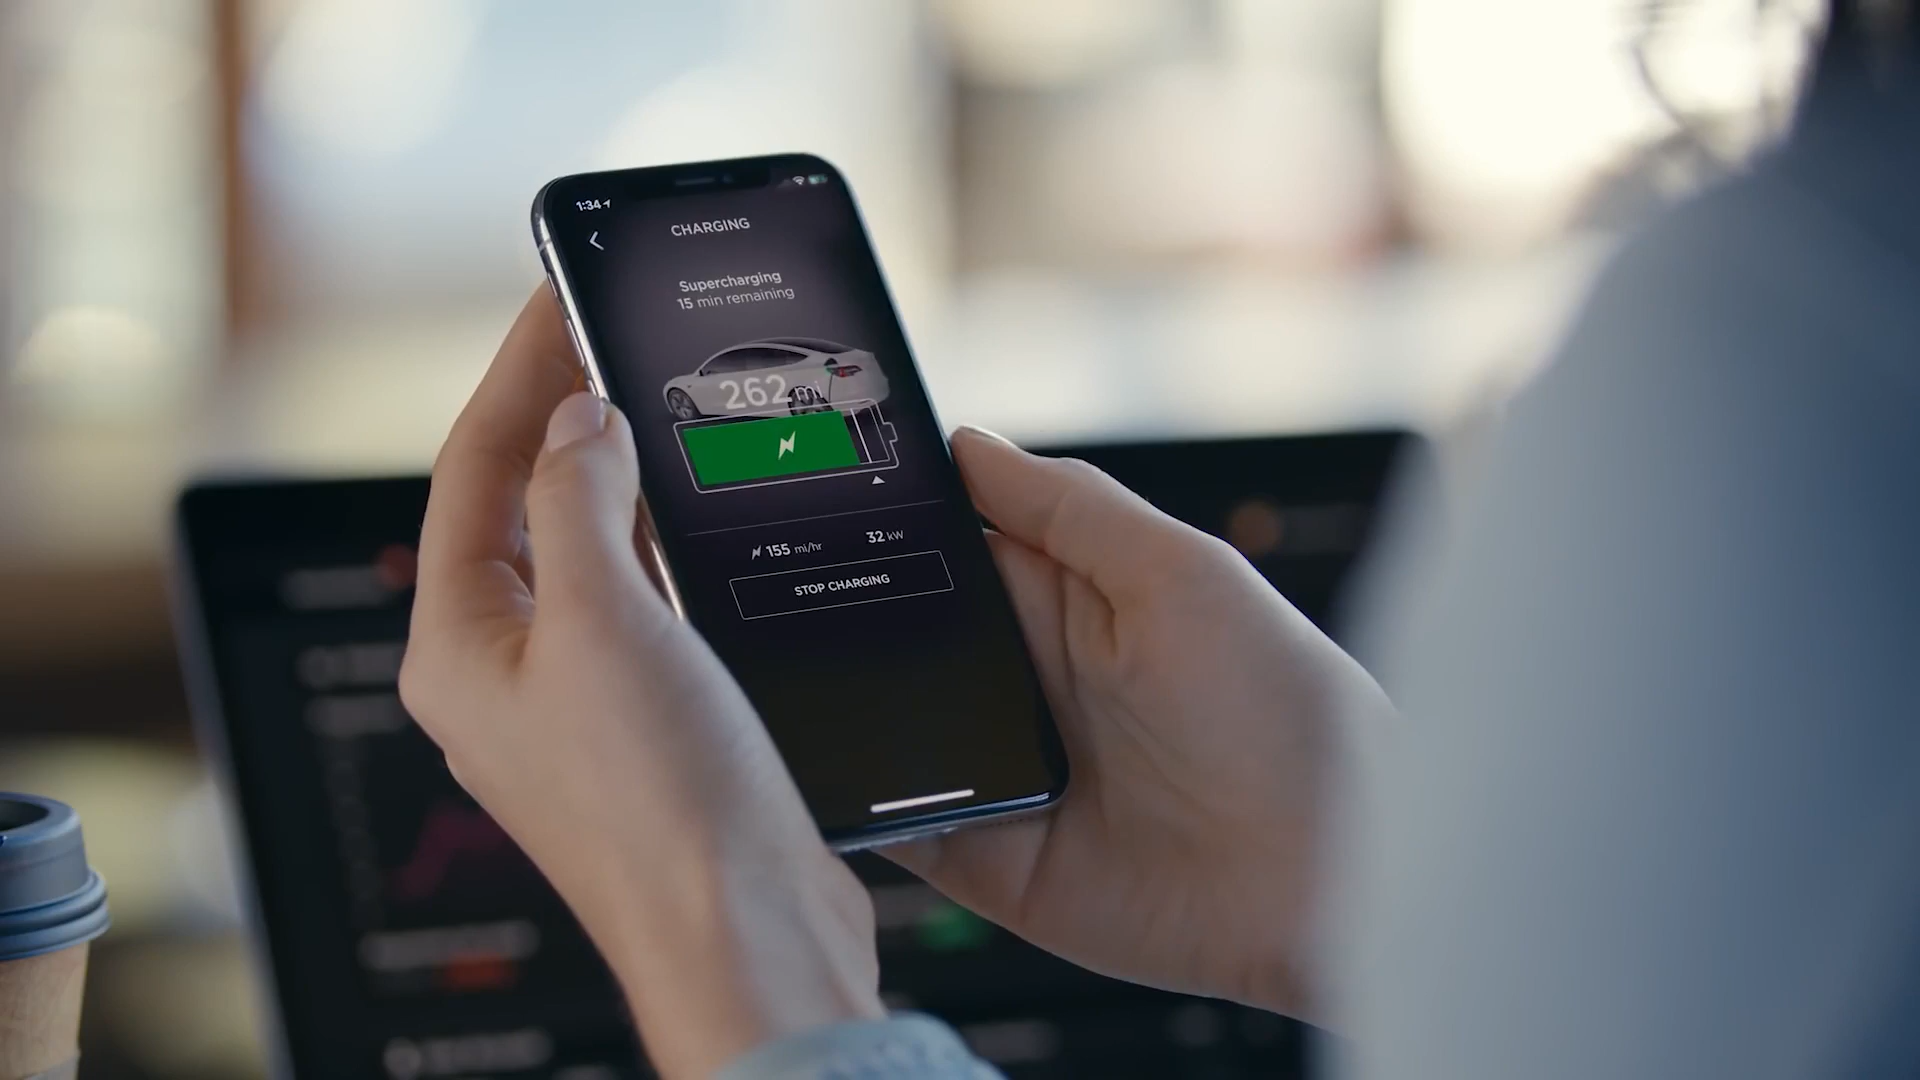 1:34
CHARGING
Supercharging
15 min remaining
262 mi
155 mi/hr
32 kW
STOP CHARGING